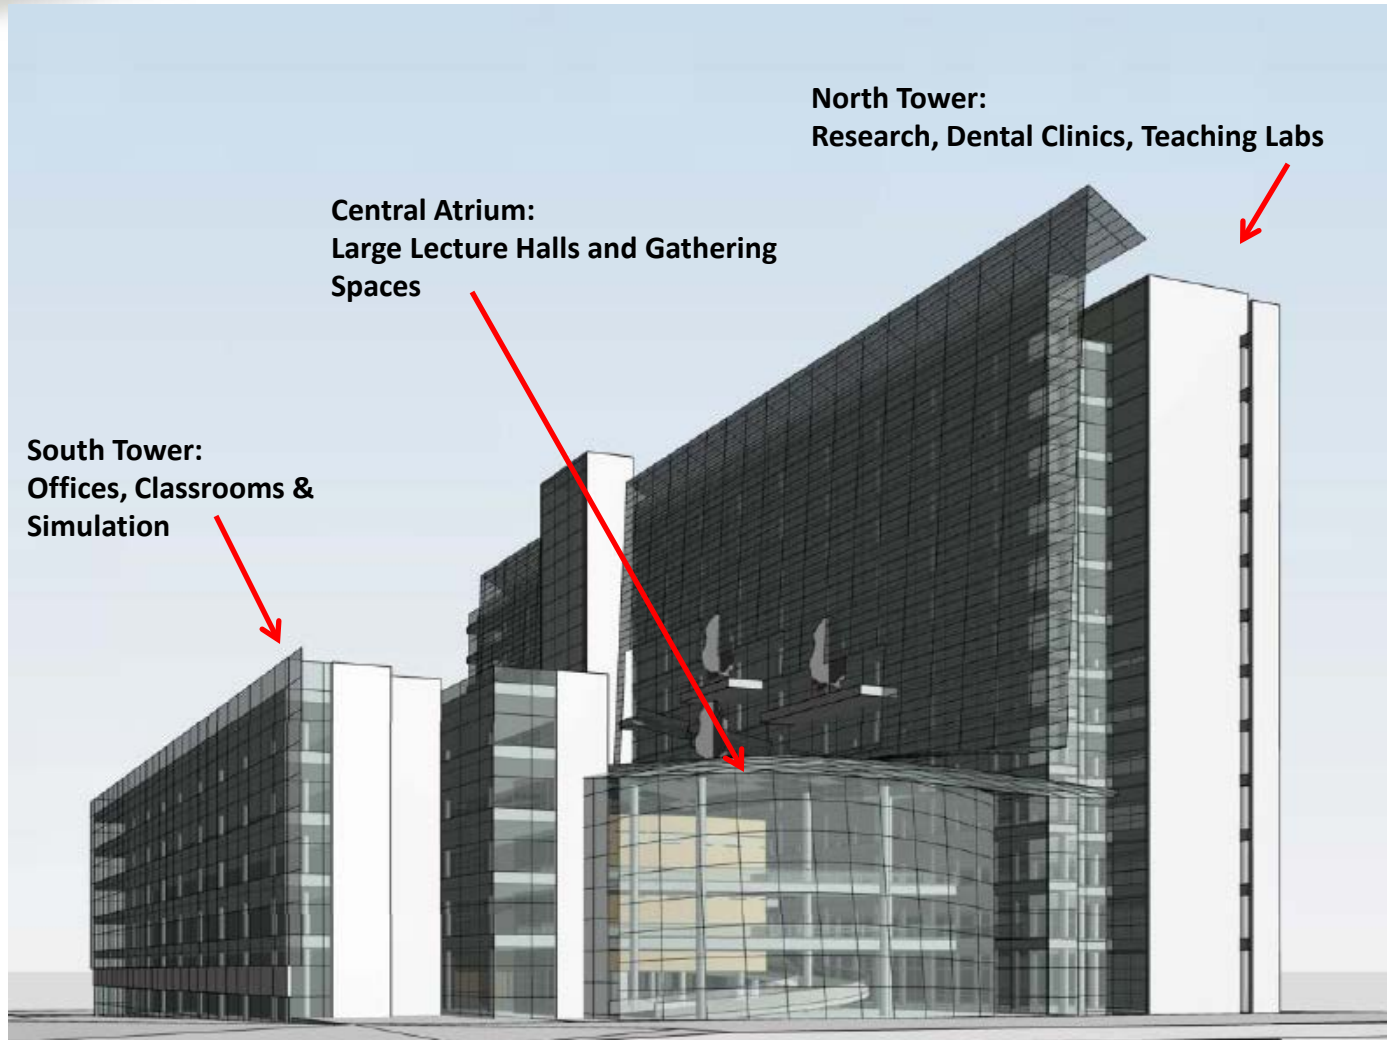 North Tower:
Research, Dental Clinics, Teaching Labs
Central Atrium:
Large Lecture Halls and Gathering
Spaces
South Tower:
Offices, Classrooms &
Simulation